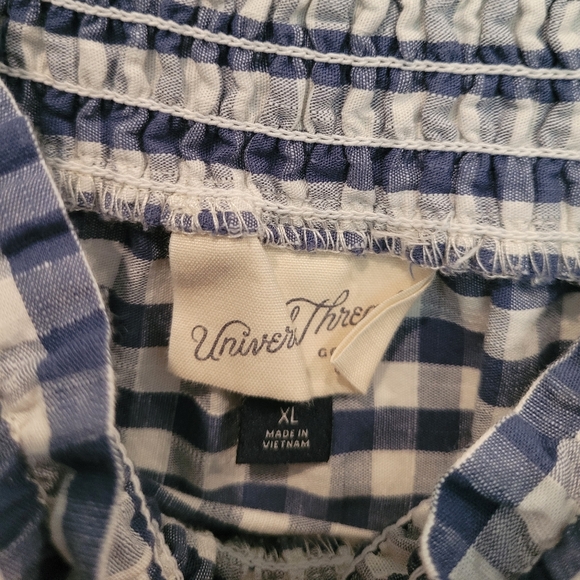 Univer Threa
G
XL
MADE IN
VIETNAM